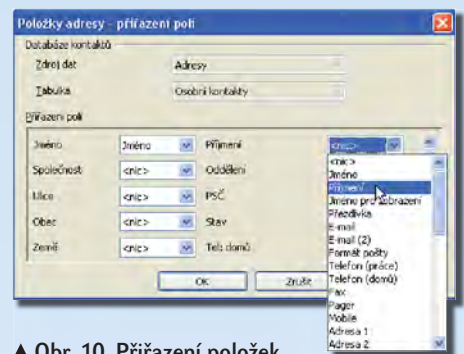 Položky adresy - přiřazení polí
Databáze kontaktů
Zdroj dat Adresy
Tabulka Osobní kontakty
Přiřazení polí
Jméno Jméno Příjmení <nic>
Společnost <nic> Oddělení
Ulice <nic> PSČ
Obec <nic> Stav
Země <nic> Tel: domů
<nic>
Jméno
Příjmení
Jméno pro zobrazení
Přezdívka
E-mail
E-mail (2)
Formát pošty
Telefon (práce)
Telefon (domů)
Fax
Pager
Mobile
Adresa 1
Adresa 2
OK Zrušit
▲ Obr. 10 Přiřazení položek